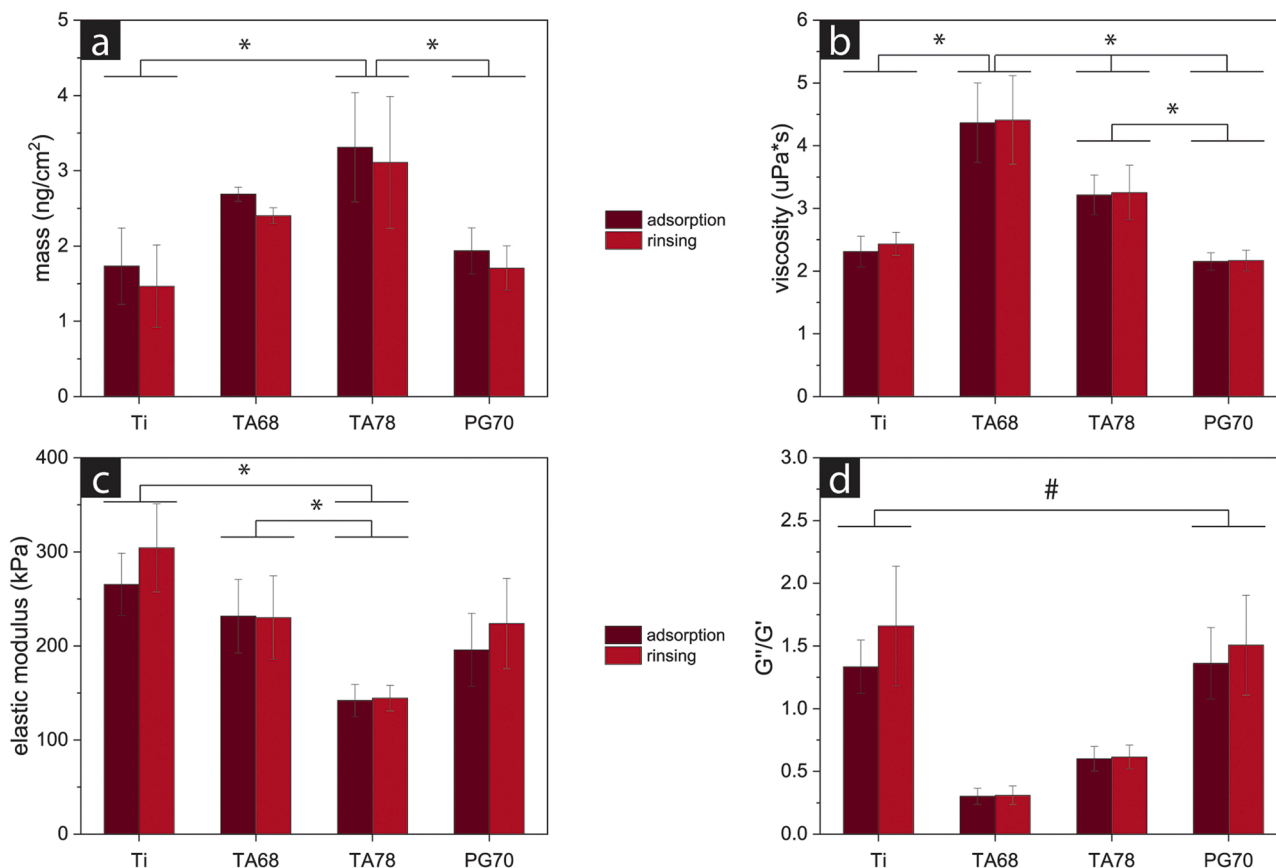 a
mass (ng/cm²)
5
4
3
2
1
0
*
*
Ti
TA68
TA78
PG70
adsorption
rinsing
b
viscosity (uPa*s)
6
5
4
3
2
1
0
*
*
*
Ti
TA68
TA78
PG70
c
elastic modulus (kPa)
400
300
200
100
0
*
*
Ti
TA68
TA78
PG70
adsorption
rinsing
d
G"/G'
3.0
2.5
2.0
1.5
1.0
0.5
0.0
#
Ti
TA68
TA78
PG70